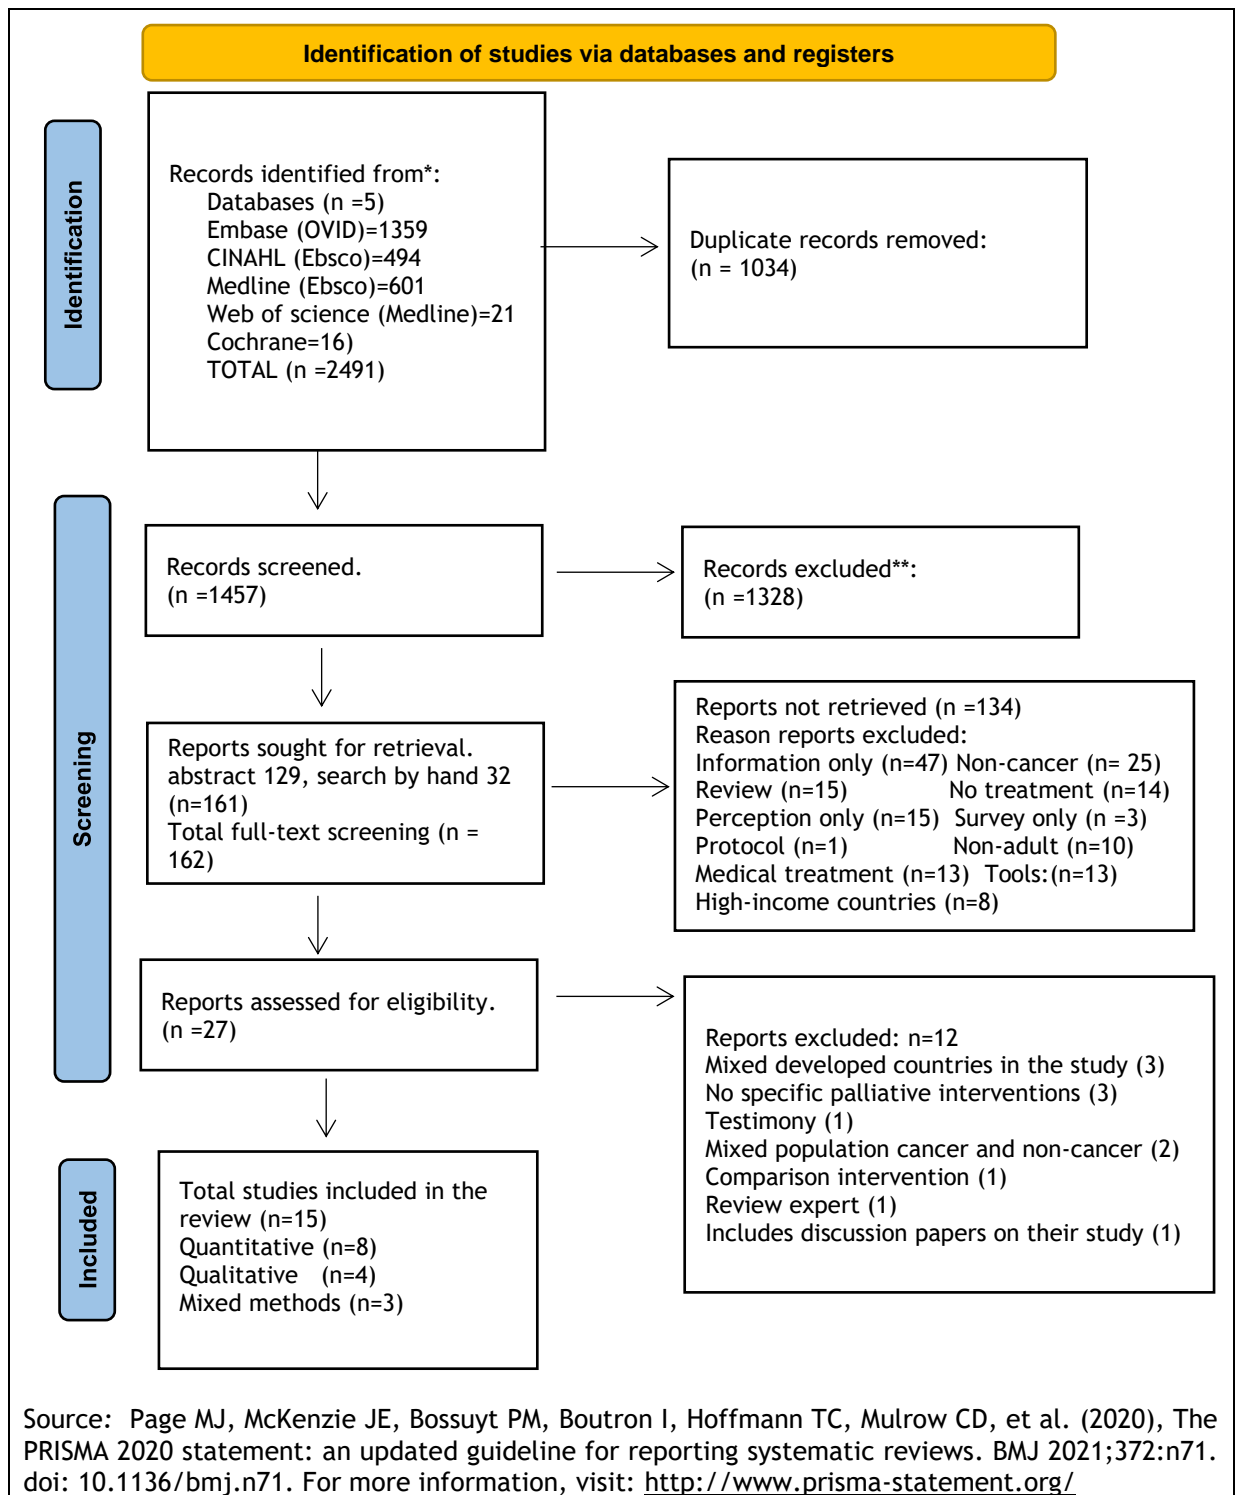 Identification of studies via databases and registers
Identification
Records identified from*:
Databases (n =5)
Embase (OVID)=1359
CINAHL (Ebsco)=494
Medline (Ebsco)=601
Web of science (Medline)=21
Cochrane=16)
TOTAL (n =2491)
Duplicate records removed:
(n = 1034)
Screening
Records screened.
(n =1457)
Records excluded**:
(n =1328)
Reports sought for retrieval.
abstract 129, search by hand 32
(n=161)
Total full-text screening (n =
162)
Reports not retrieved (n =134)
Reason reports excluded:
Information only (n=47) Non-cancer (n= 25)
Review (n=15) No treatment (n=14)
Perception only (n=15) Survey only (n =3)
Protocol (n=1) Non-adult (n=10)
Medical treatment (n=13) Tools:(n=13)
High-income countries (n=8)
Reports assessed for eligibility.
(n =27)
Reports excluded: n=12
Mixed developed countries in the study (3)
No specific palliative interventions (3)
Testimony (1)
Mixed population cancer and non-cancer (2)
Comparison intervention (1)
Review expert (1)
Includes discussion papers on their study (1)
Included
Total studies included in the
review (n=15)
Quantitative (n=8)
Qualitative (n=4)
Mixed methods (n=3)
Source: Page MJ, McKenzie JE, Bossuyt PM, Boutron I, Hoffmann TC, Mulrow CD, et al. (2020), The
PRISMA 2020 statement: an updated guideline for reporting systematic reviews. BMJ 2021;372:n71.
doi: 10.1136/bmj.n71. For more information, visit: http://www.prisma-statement.org/